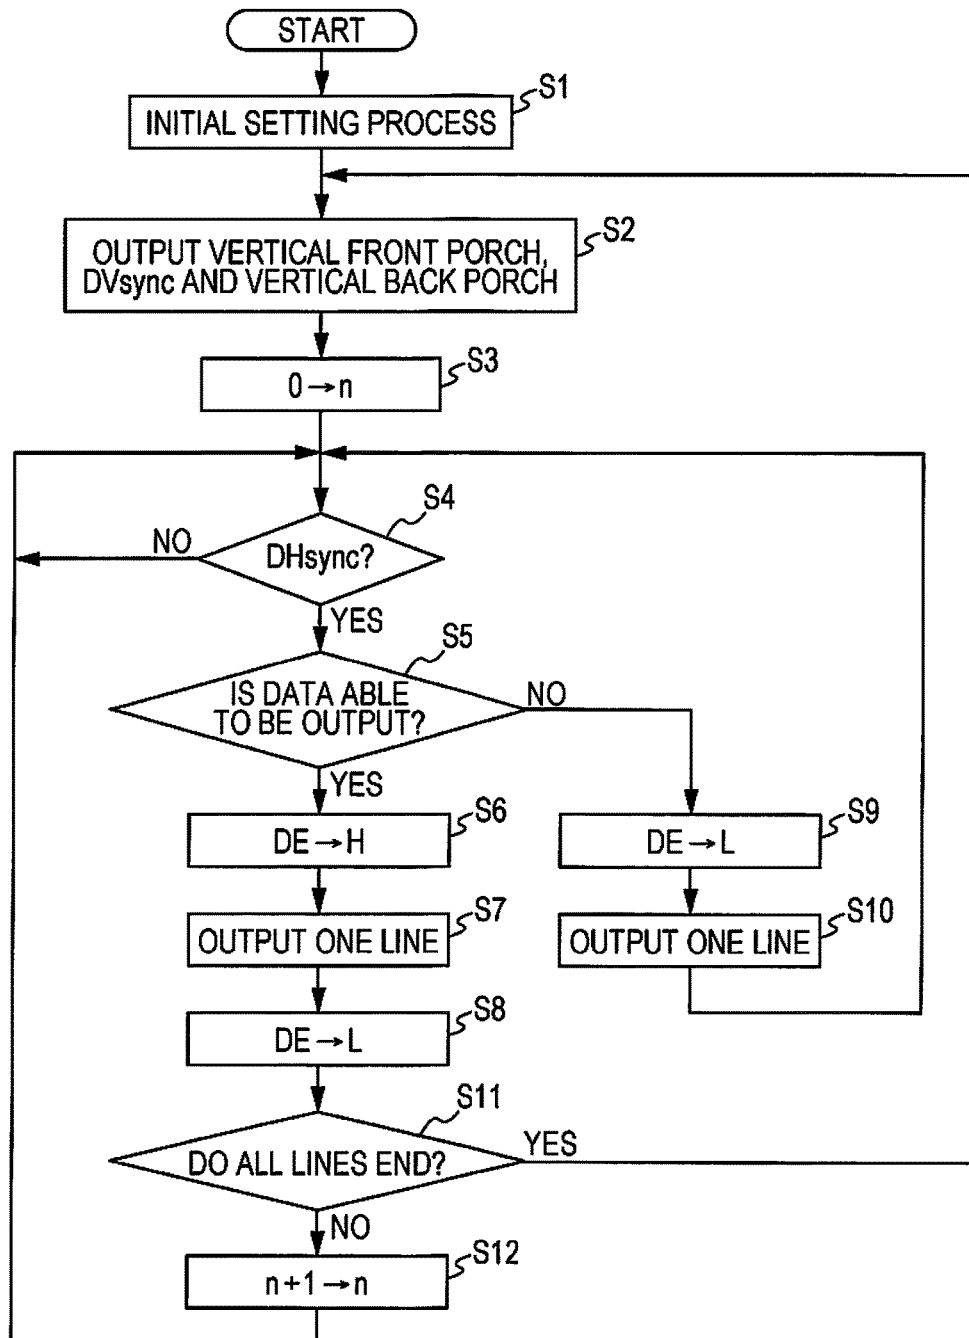 START
S1
INITIAL SETTING PROCESS
S2
OUTPUT VERTICAL FRONT PORCH,
DVsync AND VERTICAL BACK PORCH
S3
0→n
S4
NO
DHsync?
YES
S5
IS DATA ABLE
TO BE OUTPUT?
NO
YES
S6
DE→H
S9
DE→L
S7
OUTPUT ONE LINE
S10
OUTPUT ONE LINE
S8
DE→L
S11
DO ALL LINES END?
YES
NO
S12
n+1→n